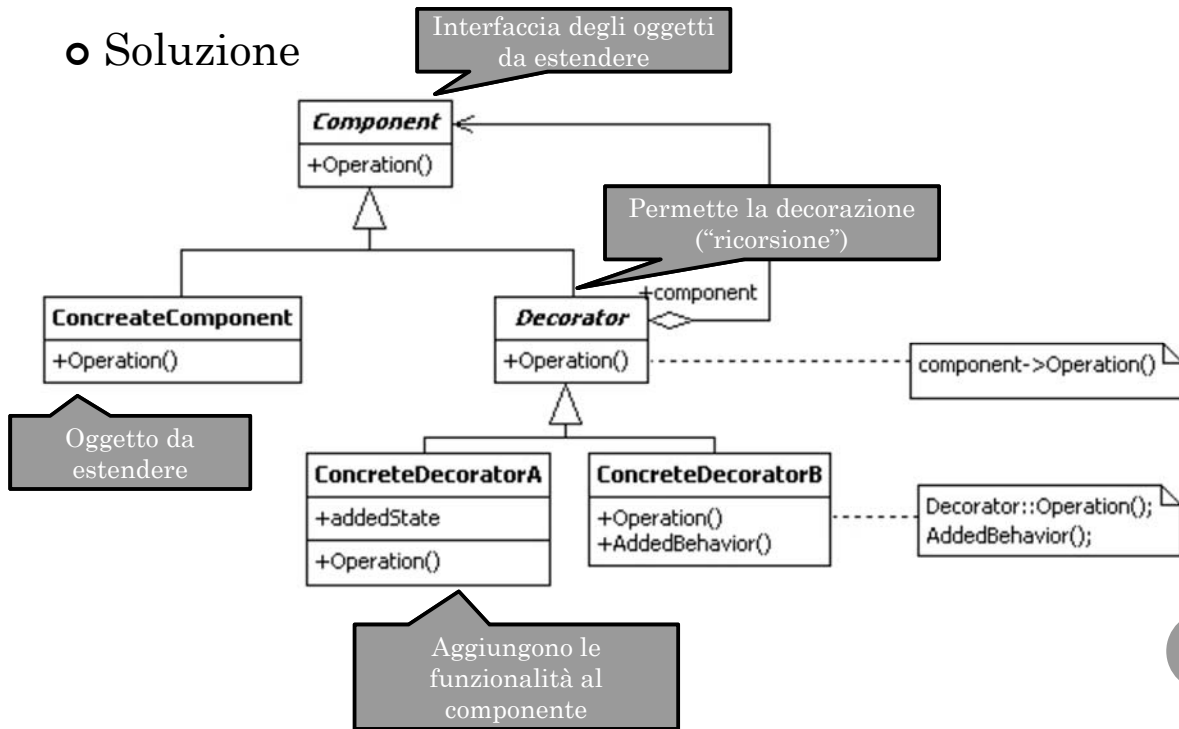 Soluzione
Interfaccia degli oggetti
da estendere
Component
+Operation()
Permette la decorazione
(“ricorsione”)
+component
ConcreateComponent
+Operation()
Decorator
+Operation()
component->Operation()
Oggetto da
estendere
ConcreteDecoratorA
+addedState
+Operation()
ConcreteDecoratorB
+Operation()
+AddedBehavior()
Decorator::Operation();
AddedBehavior();
Aggiungono le
funzionalità al
componente